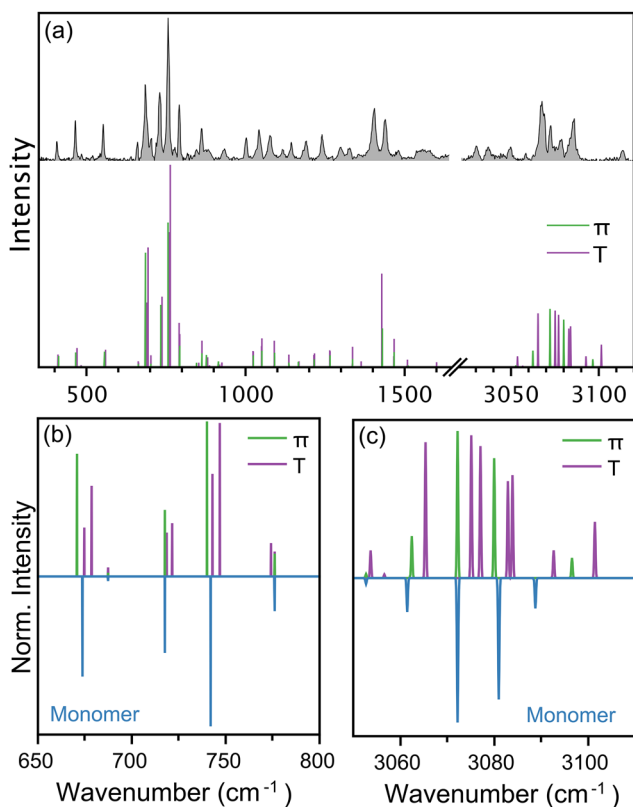 (a)
Intensity
π
T
500
1000
1500
3050
3100
(b)
π
T
Norm. Intensity
Monomer
650
700
750
800
Wavenumber (cm⁻¹)
(c)
π
T
Monomer
3060
3080
3100
Wavenumber (cm⁻¹)